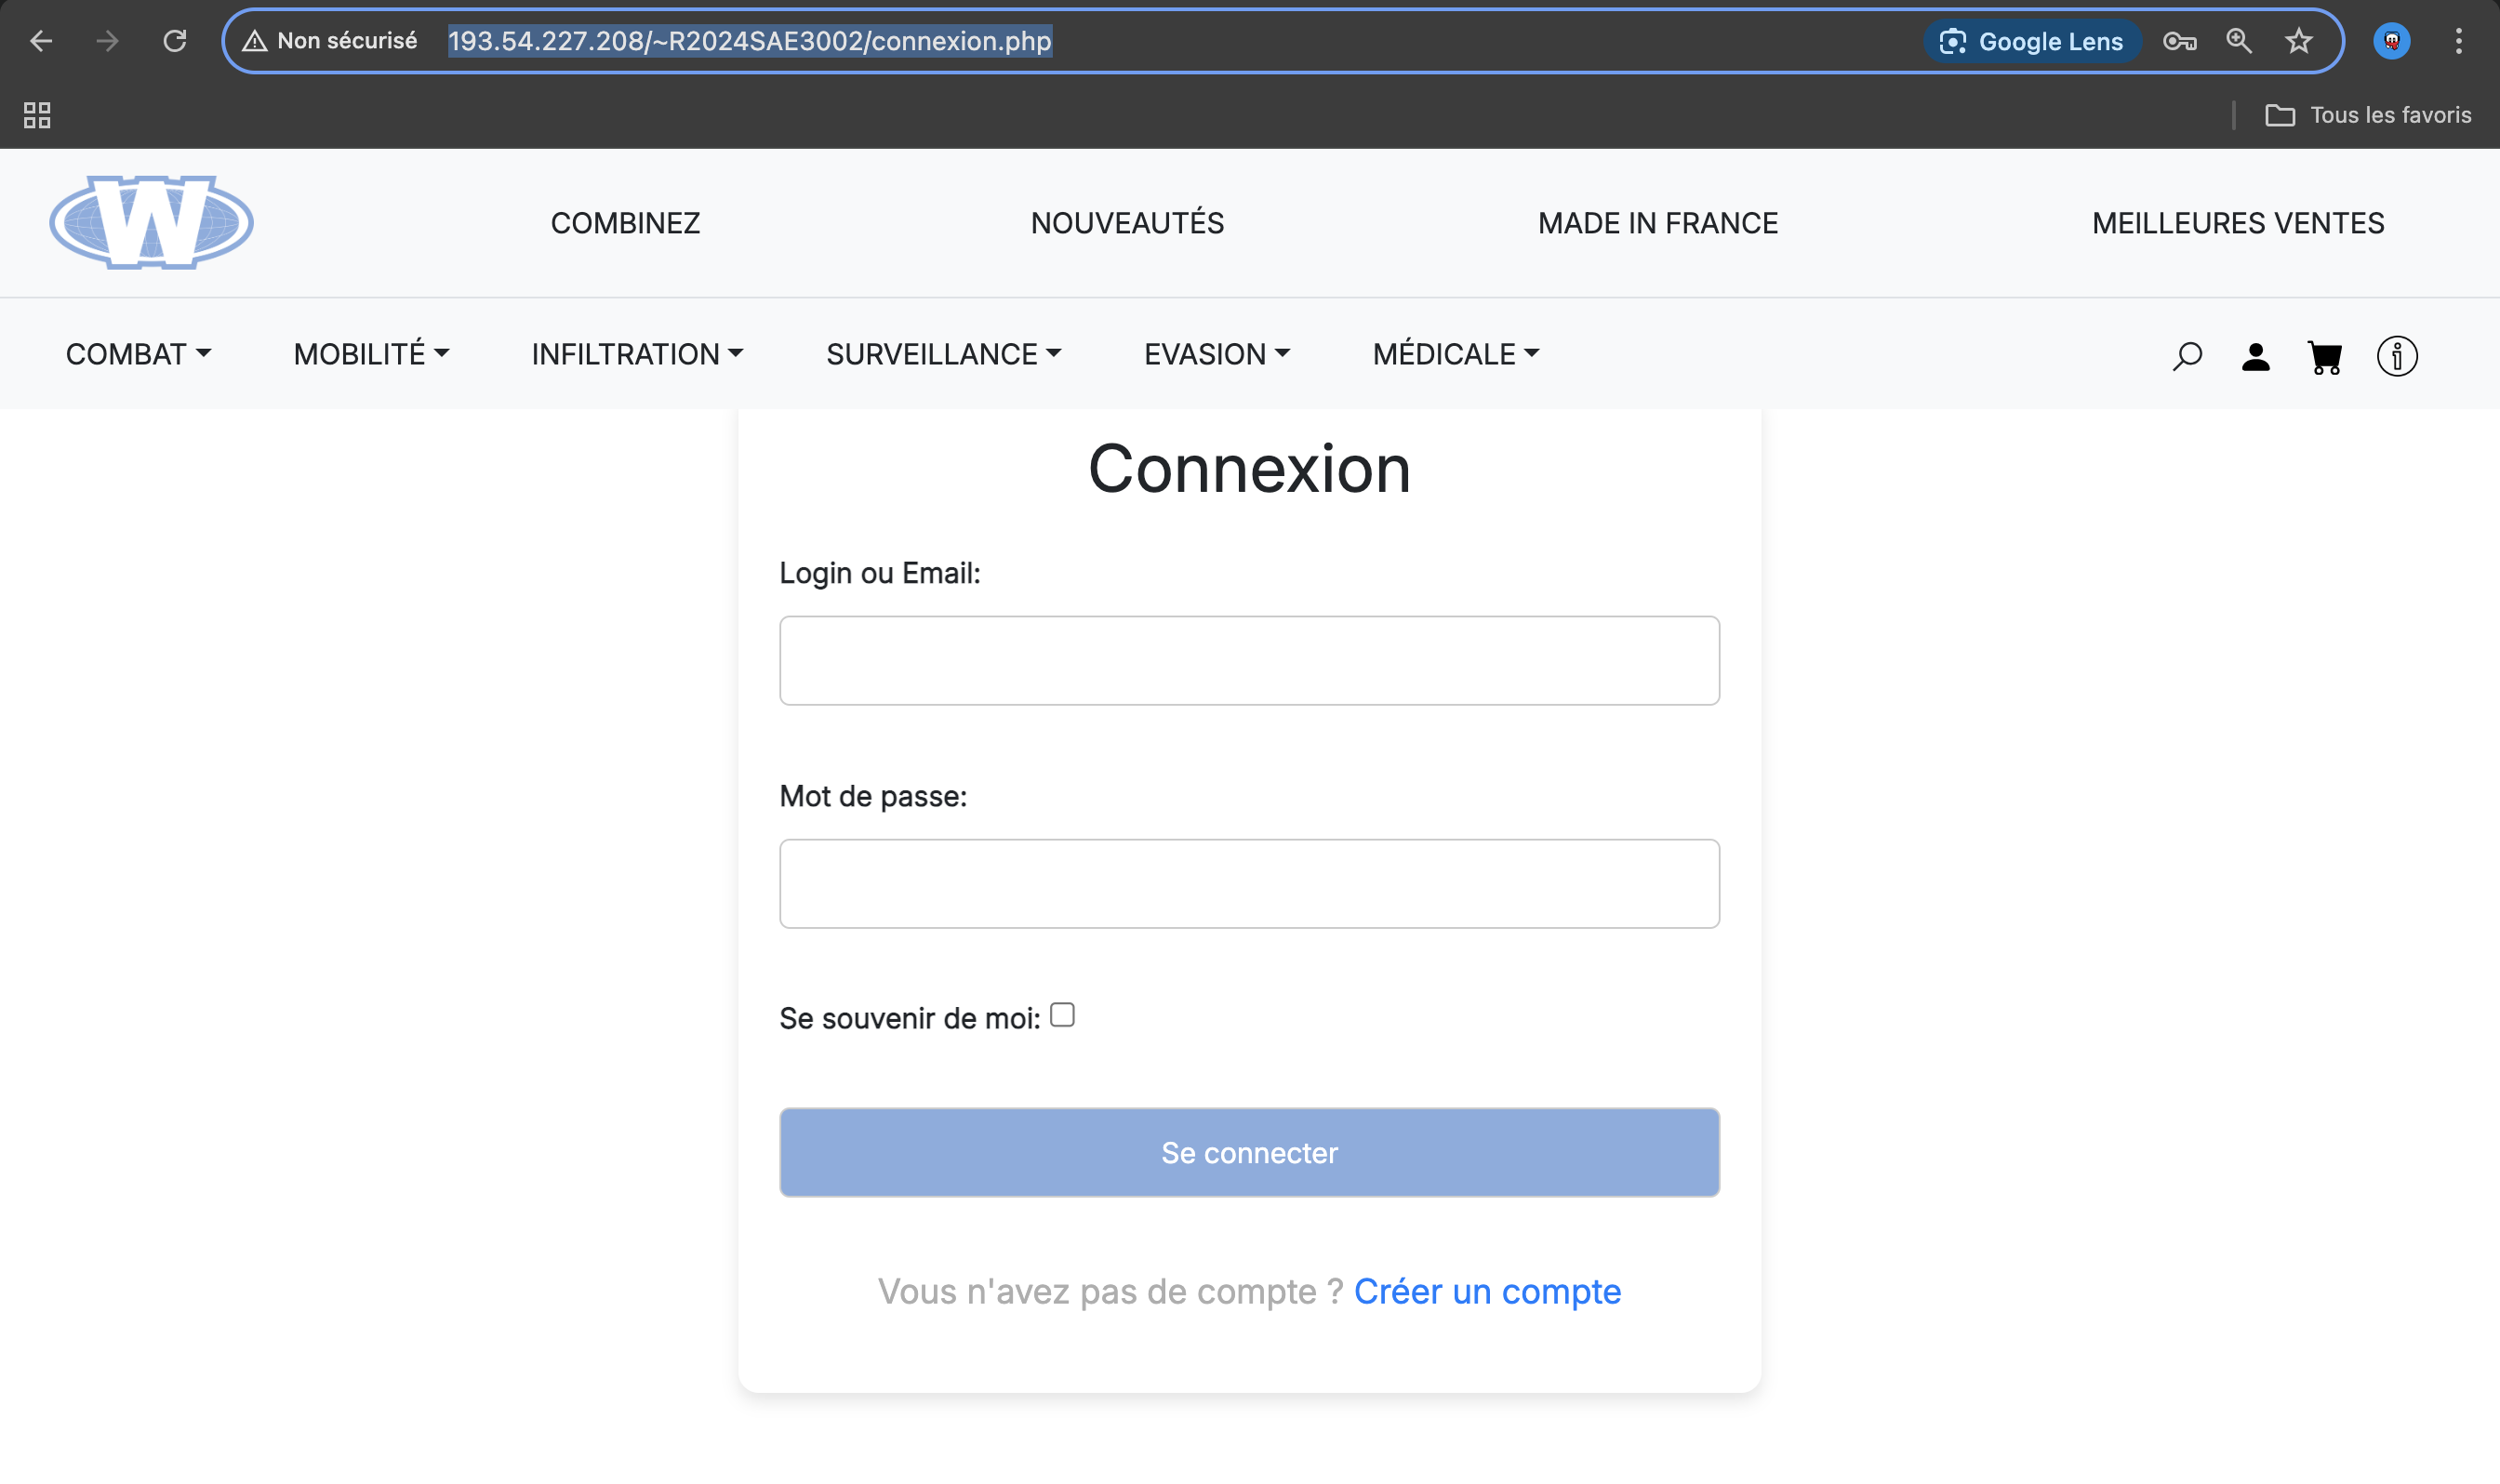 Non sécurisé 193.54.227.208/~R2024SAE3002/connexion.php Google Lens
Tous les favoris
W COMBINEZ NOUVEAUTÉS MADE IN FRANCE MEILLEURES VENTES
COMBAT MOBILITÉ INFILTRATION SURVEILLANCE EVASION MÉDICALE
Connexion
Login ou Email:
Mot de passe:
Se souvenir de moi:
Se connecter
Vous n'avez pas de compte ? Créer un compte